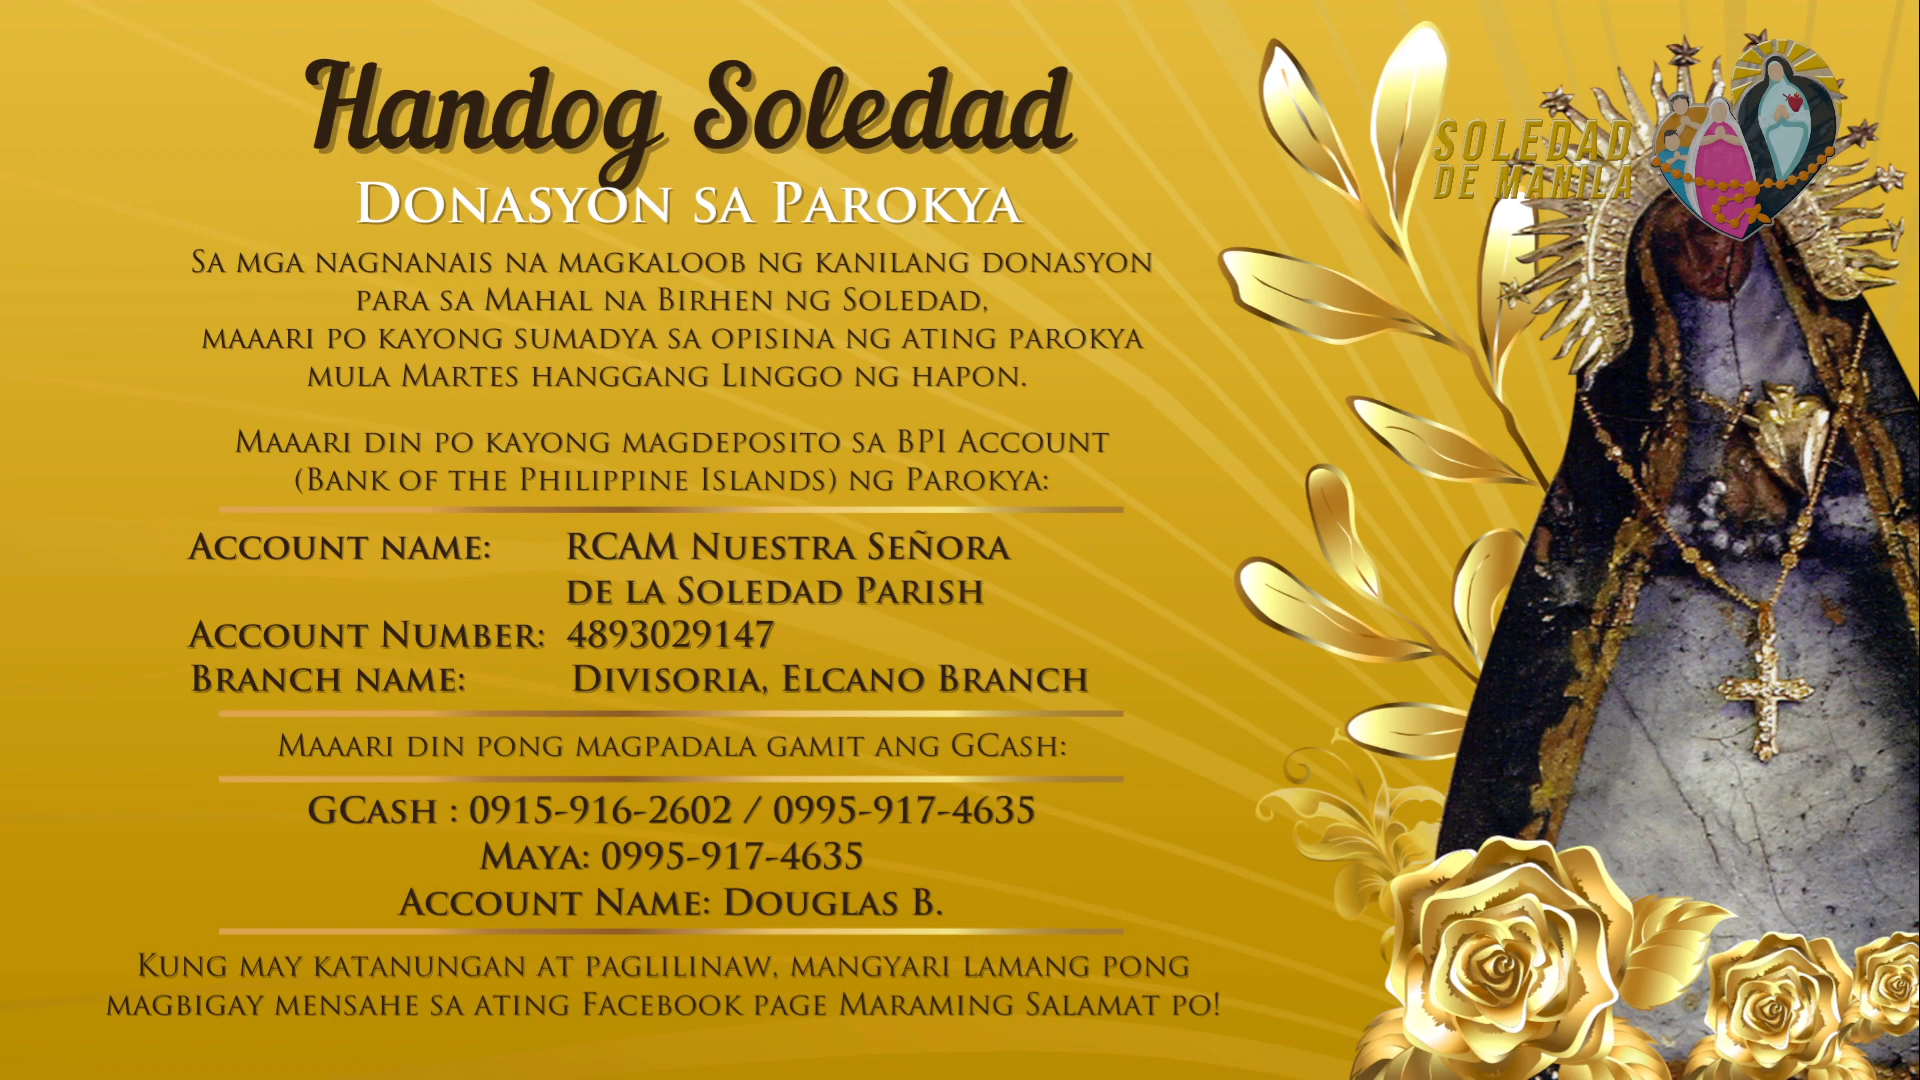 Handog Soledad
Donasyon sa Parokya
SOLEDAD
DE MANILA
Sa mga nagnanais na magkaloob ng kanilang donasyon
para sa Mahal na Birhen ng Soledad,
maaari po kayong sumadya sa opisina ng ating parokya
mula Martes hanggang Linggo ng hapon.
Maaari din po kayong magdeposito sa BPI Account
(Bank of the Philippine Islands) ng Parokya:
Account name: RCAM Nuestra Señora
de la Soledad Parish
Account Number: 4893029147
Branch name: Divisoria, Elcano Branch
Maaari din pong magpadala gamit ang GCash:
GCash : 0915-916-2602 / 0995-917-4635
Maya: 0995-917-4635
Account Name: Douglas B.
Kung may katanungan at paglilinaw, mangyari lamang pong
magbigay mensahe sa ating Facebook page Maraming Salamat po!